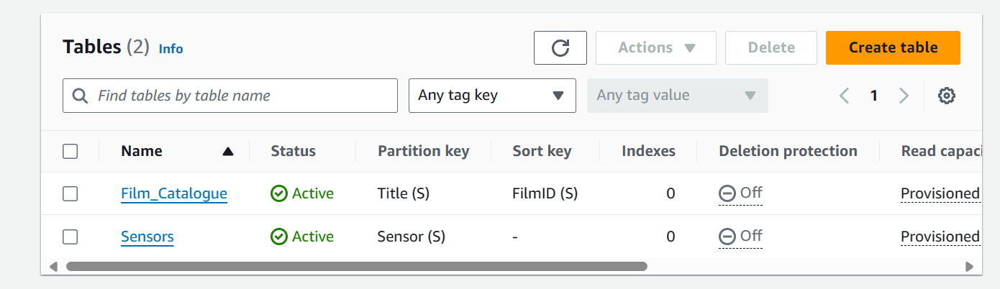 Tables (2) Info
Actions Delete Create table
Find tables by table name Any tag key Any tag value 1
Name Status Partition key Sort key Indexes Deletion protection Read capaci
Film_Catalogue Active Title (S) FilmID (S) 0 Off Provisioned
Sensors Active Sensor (S) - 0 Off Provisioned